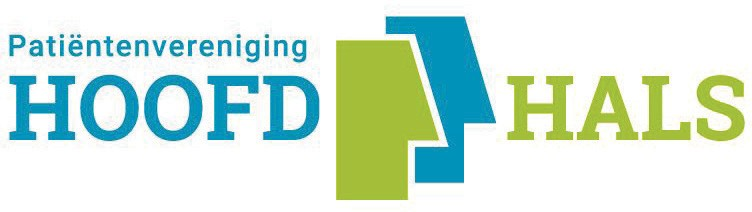 Patiëntenvereniging
HOOFD HALS